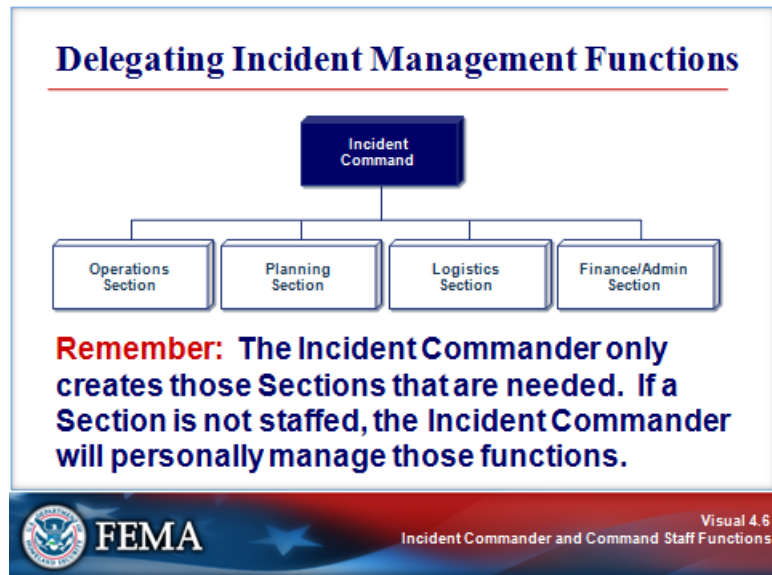 Delegating Incident Management Functions
Incident
Command
Operations
Section
Planning
Section
Logistics
Section
Finance/Admin
Section
Remember: The Incident Commander only
creates those Sections that are needed. If a
Section is not staffed, the Incident Commander
will personally manage those functions.
FEMA
Visual 4.6
Incident Commander and Command Staff Functions